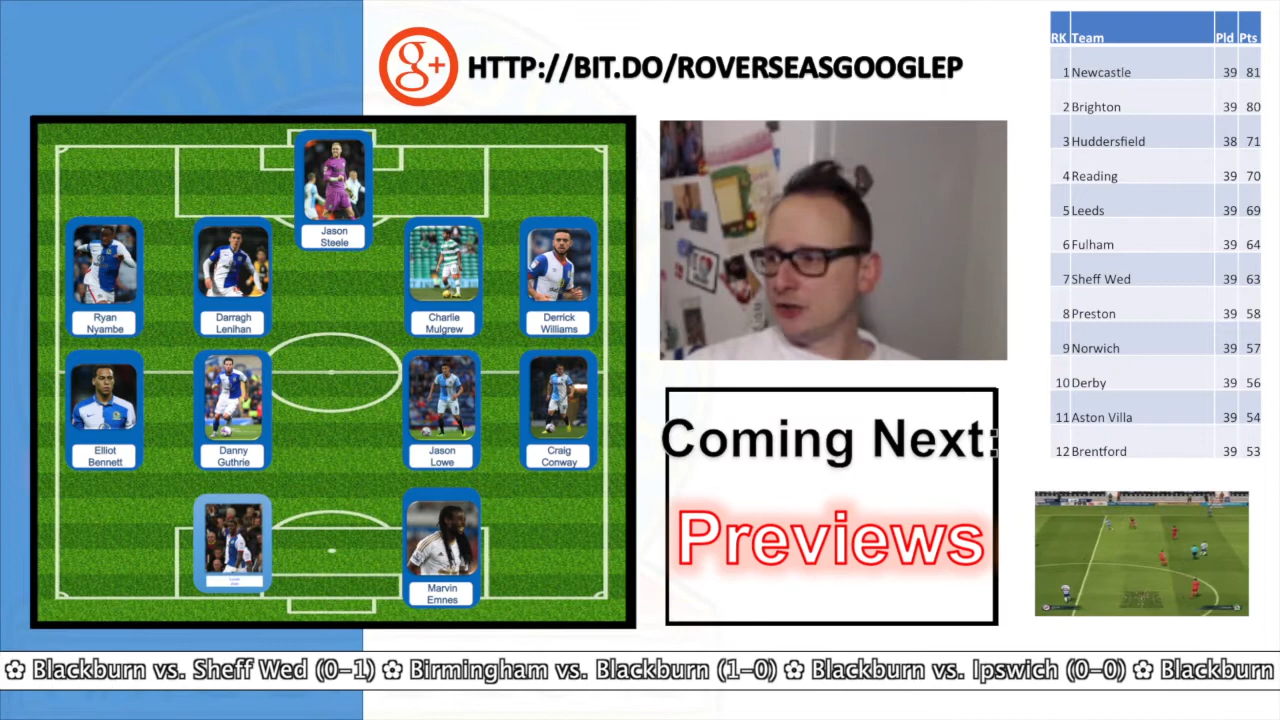 g+ HTTP://BIT.DO/ROVERSEASGOOGLEP
RK Team Pld Pts
1 Newcastle 39 81
2 Brighton 39 80
3 Huddersfield 38 71
4 Reading 39 70
5 Leeds 39 69
6 Fulham 39 64
7 Sheff Wed 39 63
8 Preston 39 58
9 Norwich 39 57
10 Derby 39 56
11 Aston Villa 39 54
12 Brentford 39 53
Jason
Steele
Ryan
Nyambe
Darragh
Lenihan
Charlie
Mulgrew
Derrick
Williams
Elliot
Bennett
Danny
Guthrie
Jason
Lowe
Craig
Conway
Marvin
Emnes
Coming Next:
Previews
✿ Blackburn vs. Sheff Wed (0–1) ✿ Birmingham vs. Blackburn (1–0) ✿ Blackburn vs. Ipswich (0–0) ✿ Blackburn